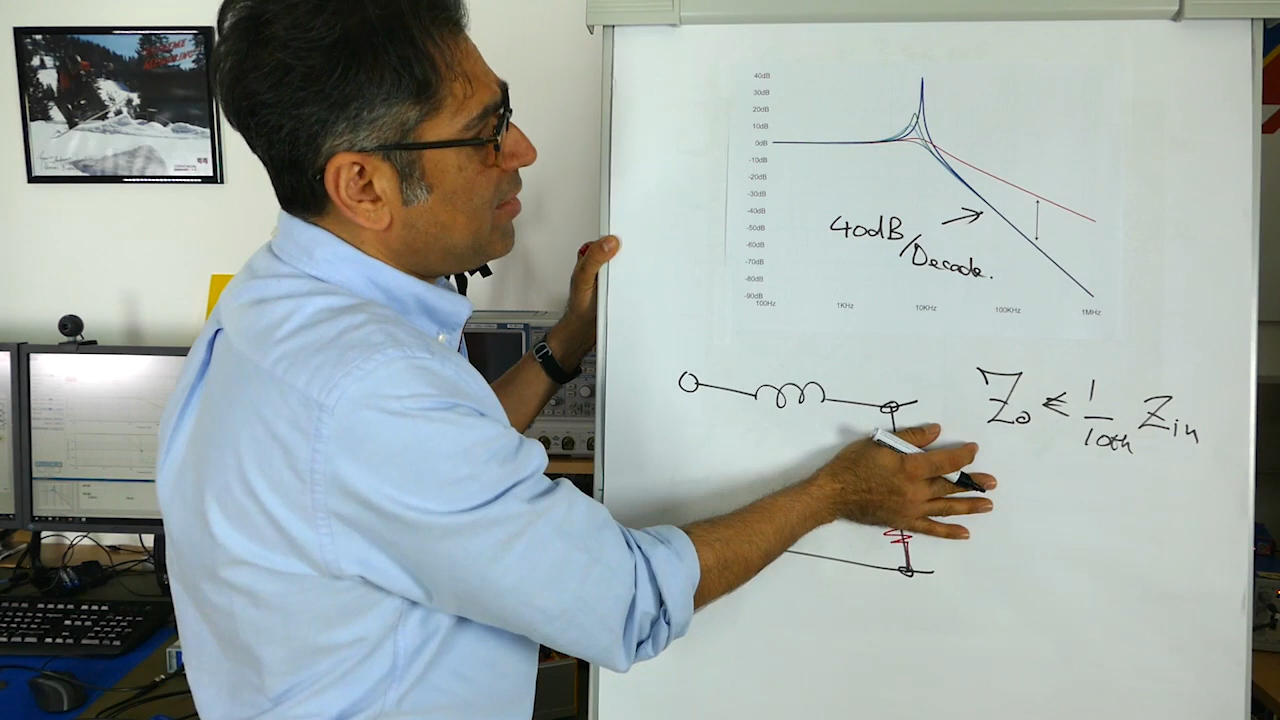 40dB
30dB
20dB
10dB
0dB
-10dB
-20dB
-30dB
-40dB
-50dB
-60dB
-70dB
-80dB
-90dB
100Hz 1KHz 10KHz 100KHz 1MHz
40dB
/Decade.
Zo ≤ 1/10th Zin